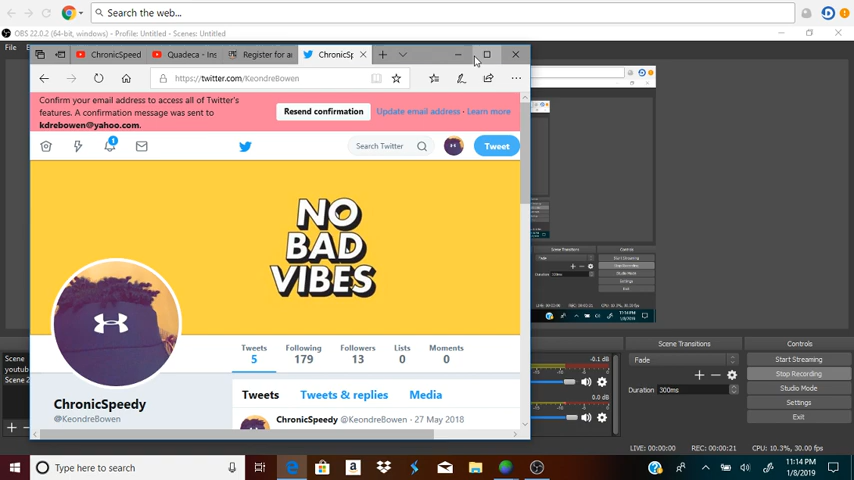 Search the web...
OBS 22.0.2 (64-bit, windows) - Profile: Untitled - Scenes: Untitled
File
ChronicSpeed
Quadeca - Ins
Register for a
ChronicSp
https://twitter.com/KeondreBowen
Confirm your email address to access all of Twitter's
features. A confirmation message was sent to
kdrebowen@yahoo.com.
Resend confirmation
Update email address · Learn more
1
Search Twitter
Tweet
NO
BAD
VIBES
Tweets
5
Following
179
Followers
13
Lists
0
Moments
0
Tweets
Tweets & replies
Media
ChronicSpeedy
@KeondreBowen
ChronicSpeedy @KeondreBowen · 27 May 2018
Scene
youtub
Scene 2
-0.1 dB
0.0 dB
Scene Transitions
Fade
Duration
300ms
Controls
Start Streaming
Stop Recording
Studio Mode
Settings
Exit
LIVE: 00:00:00
REC: 00:00:21
CPU: 10.3%, 30.00 fps
Type here to search
11:14 PM
1/8/2019